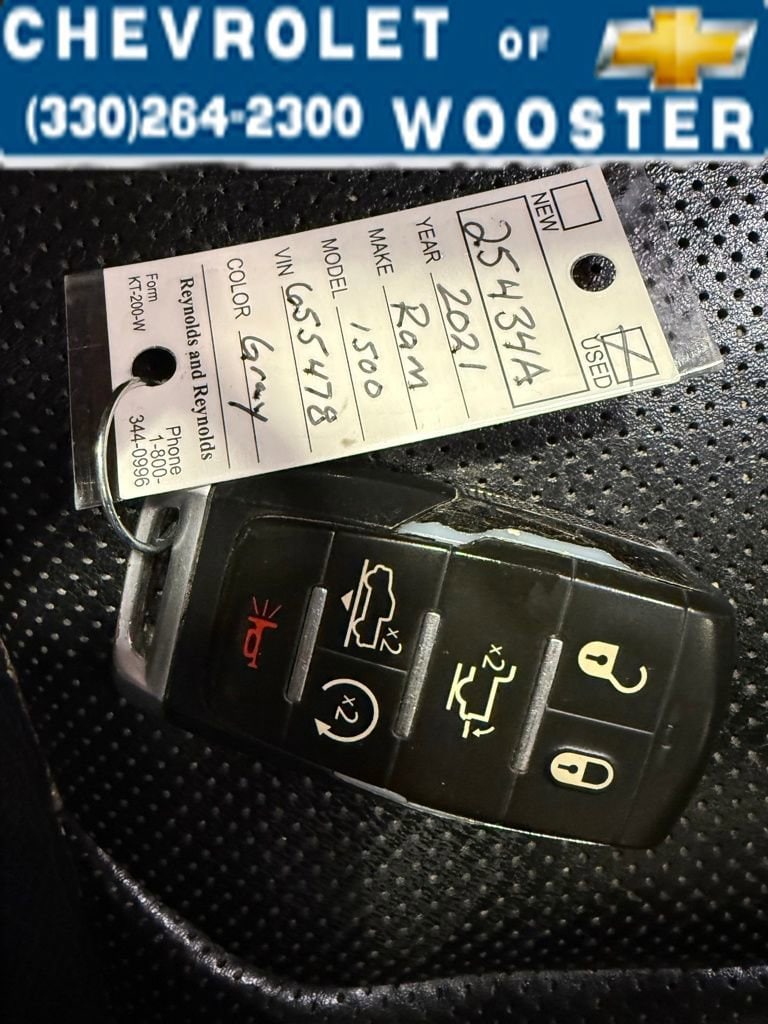 CHEVROLET OF
(330)264-2300 WOOSTER
NEW
USED
25434A
YEAR 2021
MAKE Ram
MODEL 1500
VIN 655478
COLOR Gray
Reynolds and Reynolds
Form
KT-200-W
Phone
1-800-
344-0996
x2
x2
x2